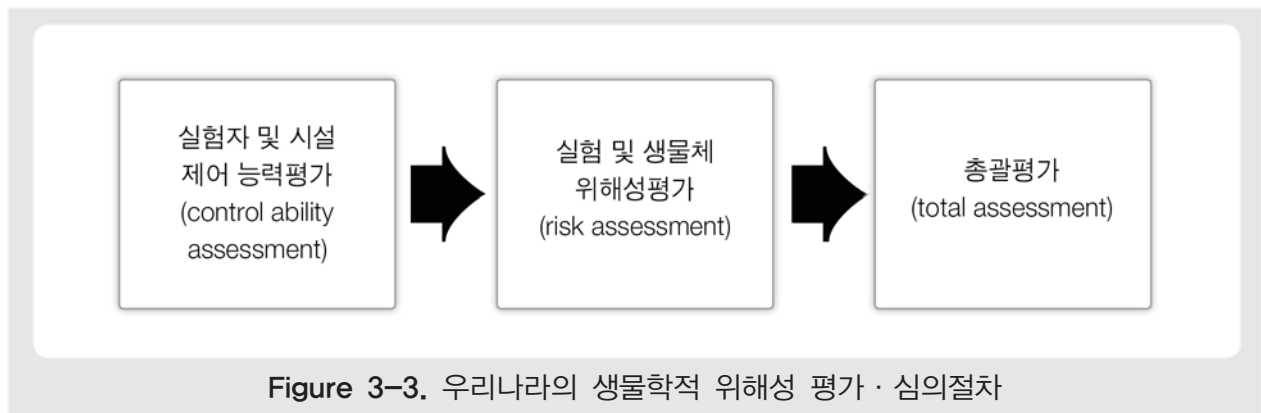 실험자 및 시설
제어 능력평가
(control ability
assessment)
실험 및 생물체
위해성평가
(risk assessment)
총괄평가
(total assessment)
Figure 3-3. 우리나라의 생물학적 위해성 평가 · 심의절차